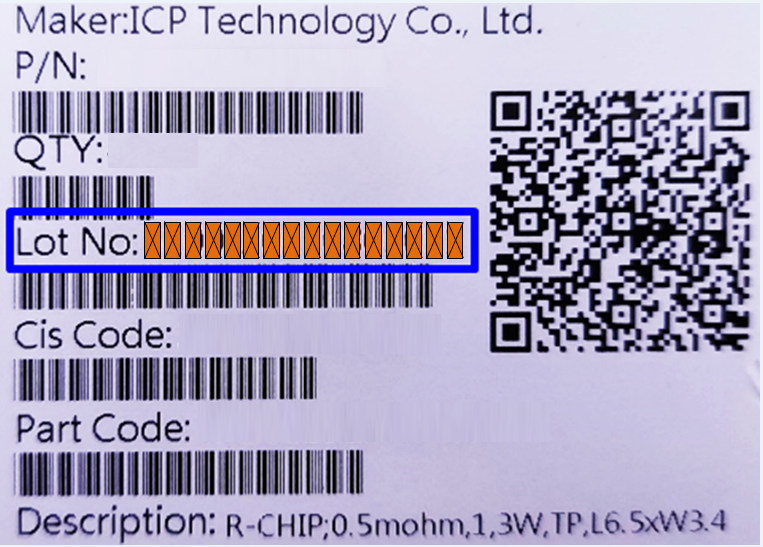 Maker:ICP Technology Co., Ltd.
P/N:
QTY:
Lot No:
Cis Code:
Part Code:
Description: R-CHIP;0.5mohm,1,3W,TP,L6.5xW3.4